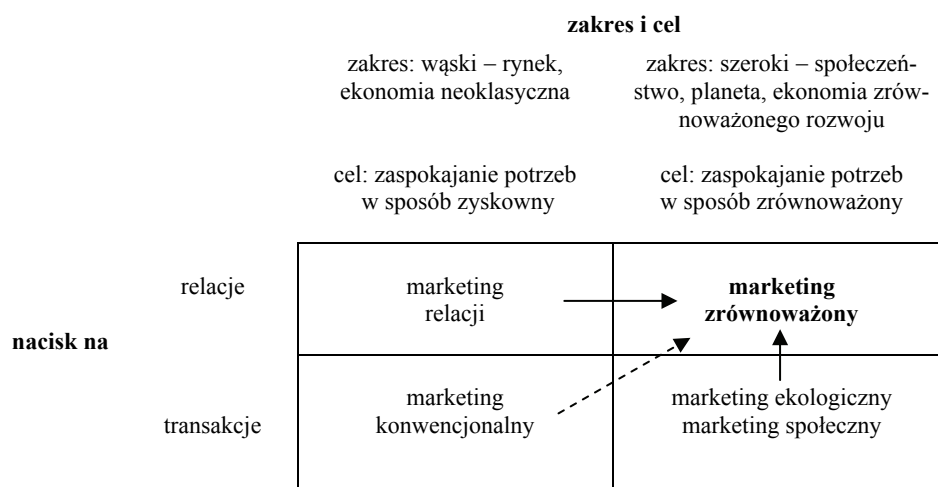 zakres i cel
zakres: wąski – rynek,
ekonomia neoklasyczna
zakres: szeroki – społeczeń-
stwo, planeta, ekonomia zrów-
noważonego rozwoju
cel: zaspokajanie potrzeb
w sposób zyskowny
cel: zaspokajanie potrzeb
w sposób zrównoważony
nacisk na
relacje
marketing
relacji
marketing
zrównoważony
transakcje
marketing
konwencjonalny
marketing ekologiczny
marketing społeczny